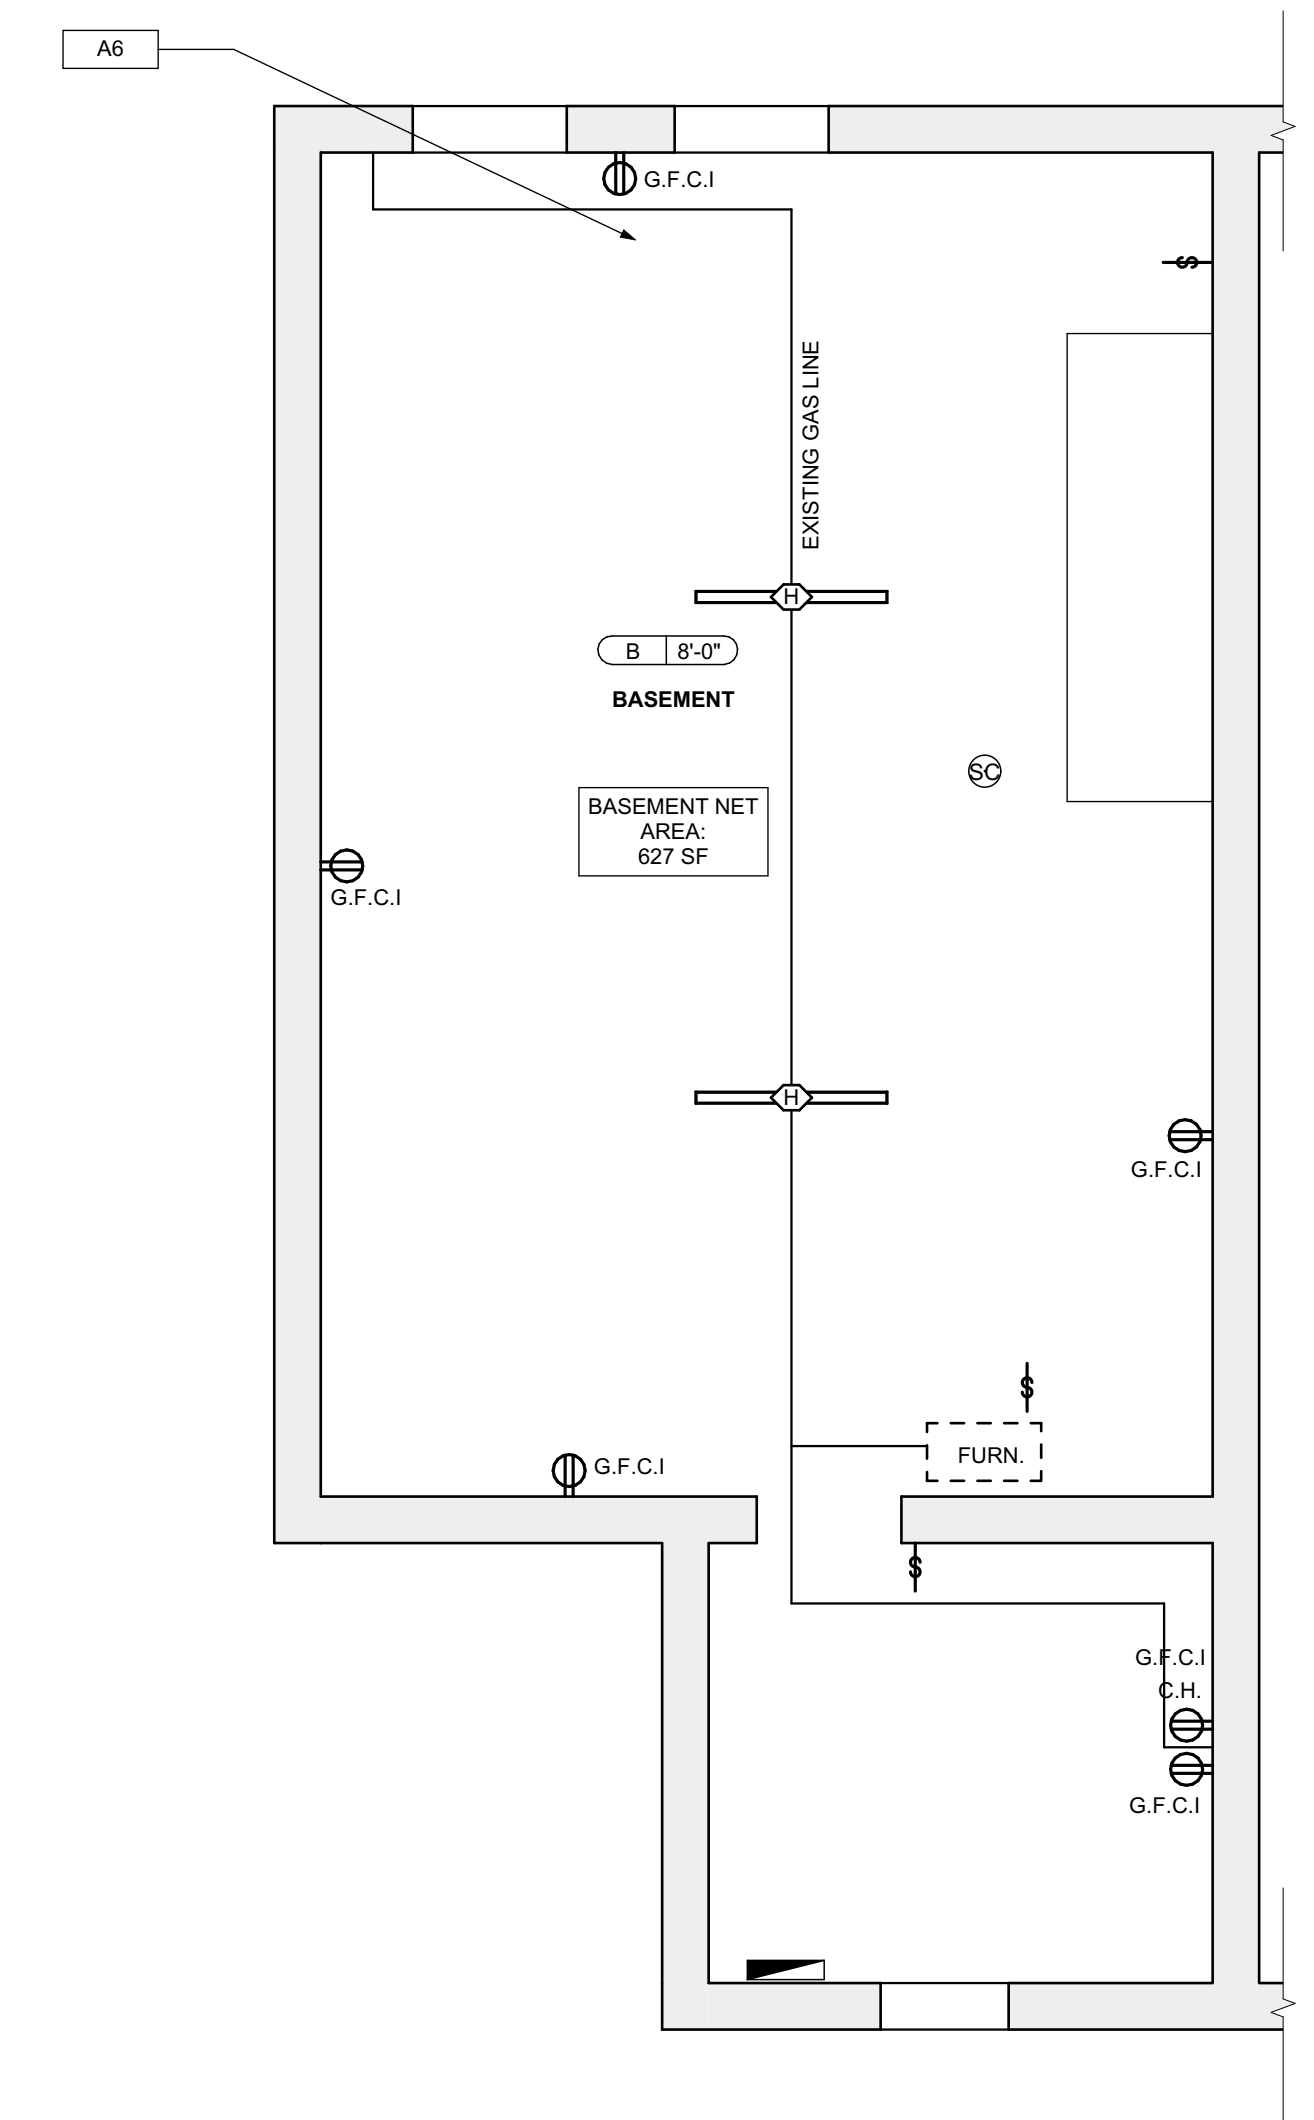 A6
G.F.C.I
$
EXISTING GAS LINE
H
B 8'-0"
BASEMENT
SC
BASEMENT NET
AREA:
627 SF
G.F.C.I
H
G.F.C.I
$
FURN.
G.F.C.I
$
G.F.C.I
C.H.
G.F.C.I